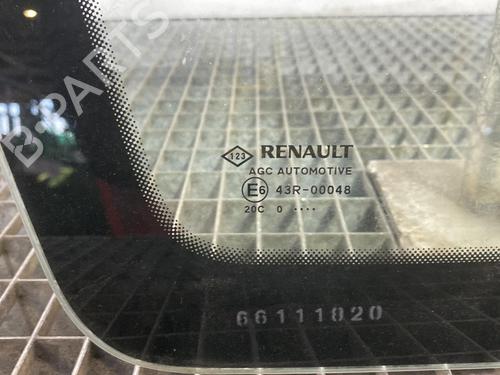 B-PARTS
123 RENAULT
AGC AUTOMOTIVE
E6 43R-00048
20C 0 ....
66111820